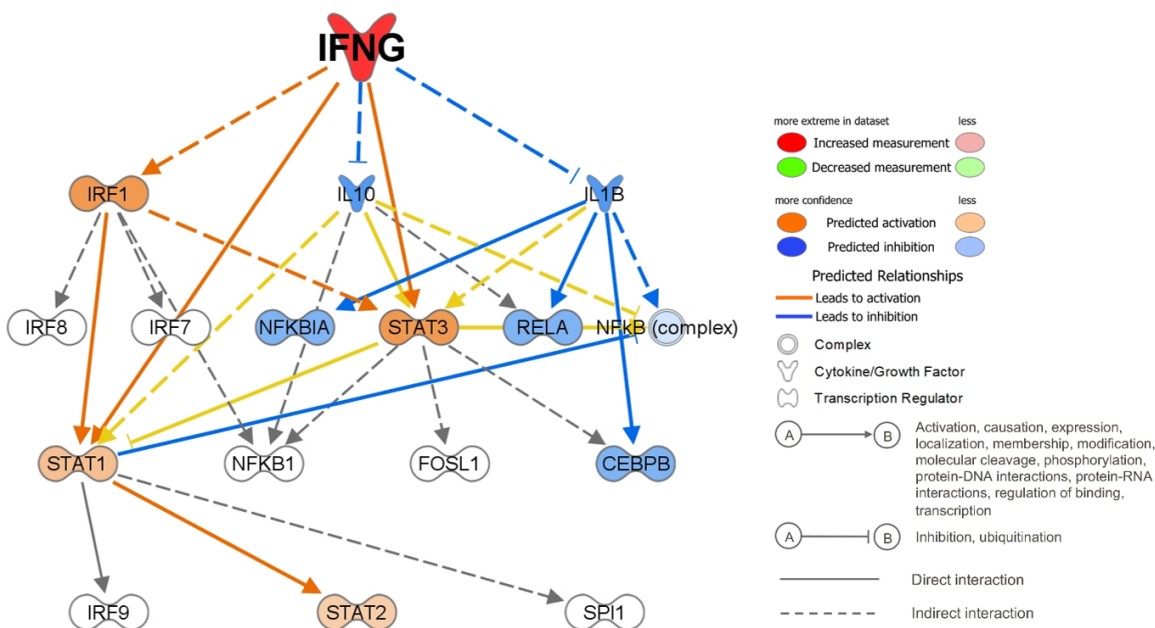 IFNG
IRF1
IL10
IL1B
IRF8
IRF7
NFKBIA
STAT3
RELA
NFkB (complex)
STAT1
NFKB1
FOSL1
CEBPB
IRF9
STAT2
SPI1
more extreme in dataset less
Increased measurement
Decreased measurement
more confidence less
Predicted activation
Predicted inhibition
Predicted Relationships
Leads to activation
Leads to inhibition
Complex
Cytokine/Growth Factor
Transcription Regulator
A B
Activation, causation, expression,
localization, membership, modification,
molecular cleavage, phosphorylation,
protein-DNA interactions, protein-RNA
interactions, regulation of binding,
transcription
A B
Inhibition, ubiquitination
Direct interaction
Indirect interaction